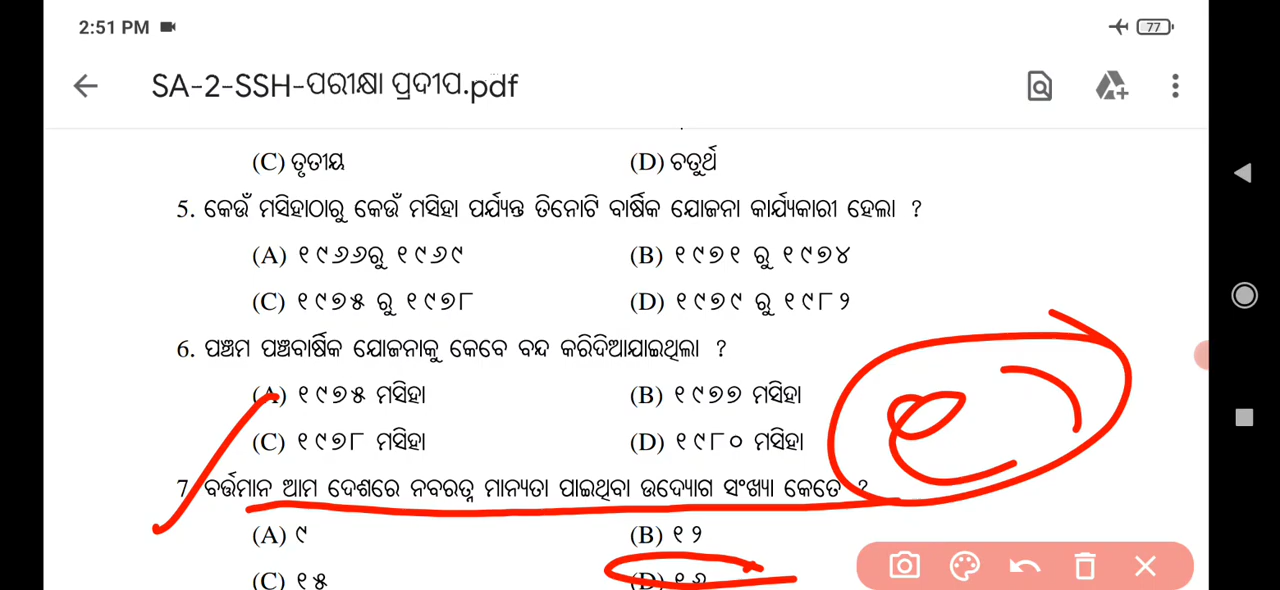 2:51 PM
77
SA-2-SSH-ପରୀକ୍ଷା ପ୍ରଦୀପ.pdf
(C) ତୃତୀୟ (D) ଚତୁର୍ଥ
5. କେଉଁ ମସିହାଠାରୁ କେଉଁ ମସିହା ପର୍ଯ୍ୟନ୍ତ ତିନୋଟି ବାର୍ଷିକ ଯୋଜନା କାର୍ଯ୍ୟକାରୀ ହେଲା ?
(A) ୧୯୬୬ରୁ ୧୯୬୯ (B) ୧୯୭୧ ରୁ ୧୯୭୪
(C) ୧୯୭୫ ରୁ ୧୯୭୮ (D) ୧୯୭୯ ରୁ ୧୯୮୨
6. ପଞ୍ଚମ ପଞ୍ଚବାର୍ଷିକ ଯୋଜନାକୁ କେବେ ବନ୍ଦ କରିଦିଆଯାଇଥିଲା ?
(A) ୧୯୭୫ ମସିହା (B) ୧୯୭୭ ମସିହା
(C) ୧୯୭୮ ମସିହା (D) ୧୯୮୦ ମସିହା
7. ବର୍ତ୍ତମାନ ଆମ ଦେଶରେ ନବରତ୍ନ ମାନ୍ୟତା ପାଇଥିବା ଉଦ୍ୟୋଗ ସଂଖ୍ୟା କେତେ ?
(A) ୯ (B) ୧୨
(C) ୧୫ (D) ୧୬